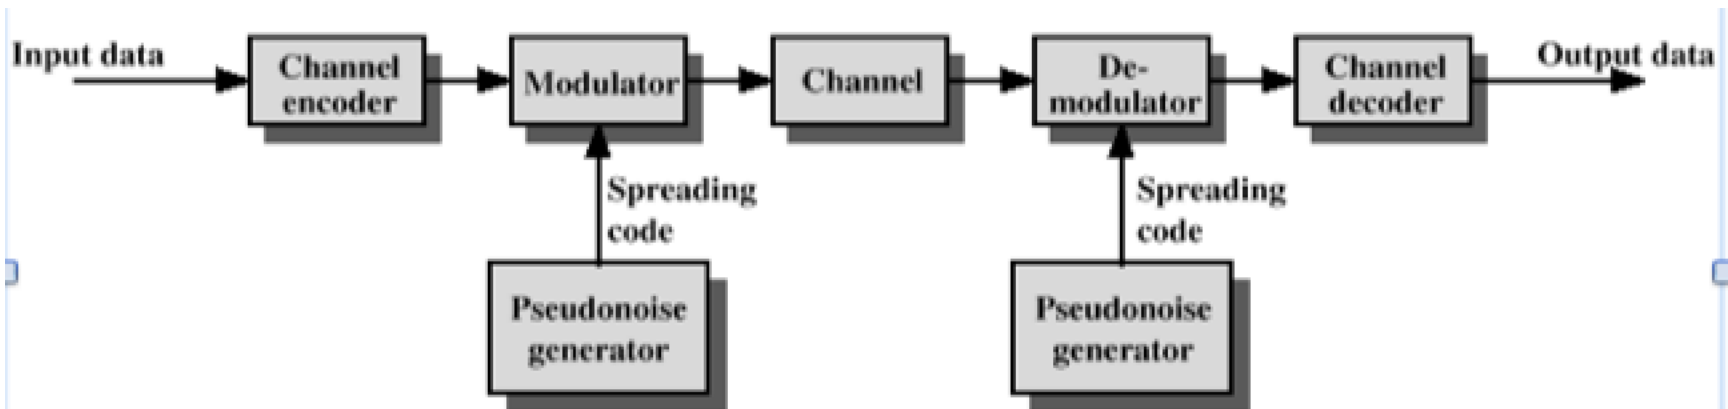 Input data
Channel
encoder
Modulator
Channel
De-
modulator
Channel
decoder
Output data
Spreading
code
Spreading
code
Pseudonoise
generator
Pseudonoise
generator